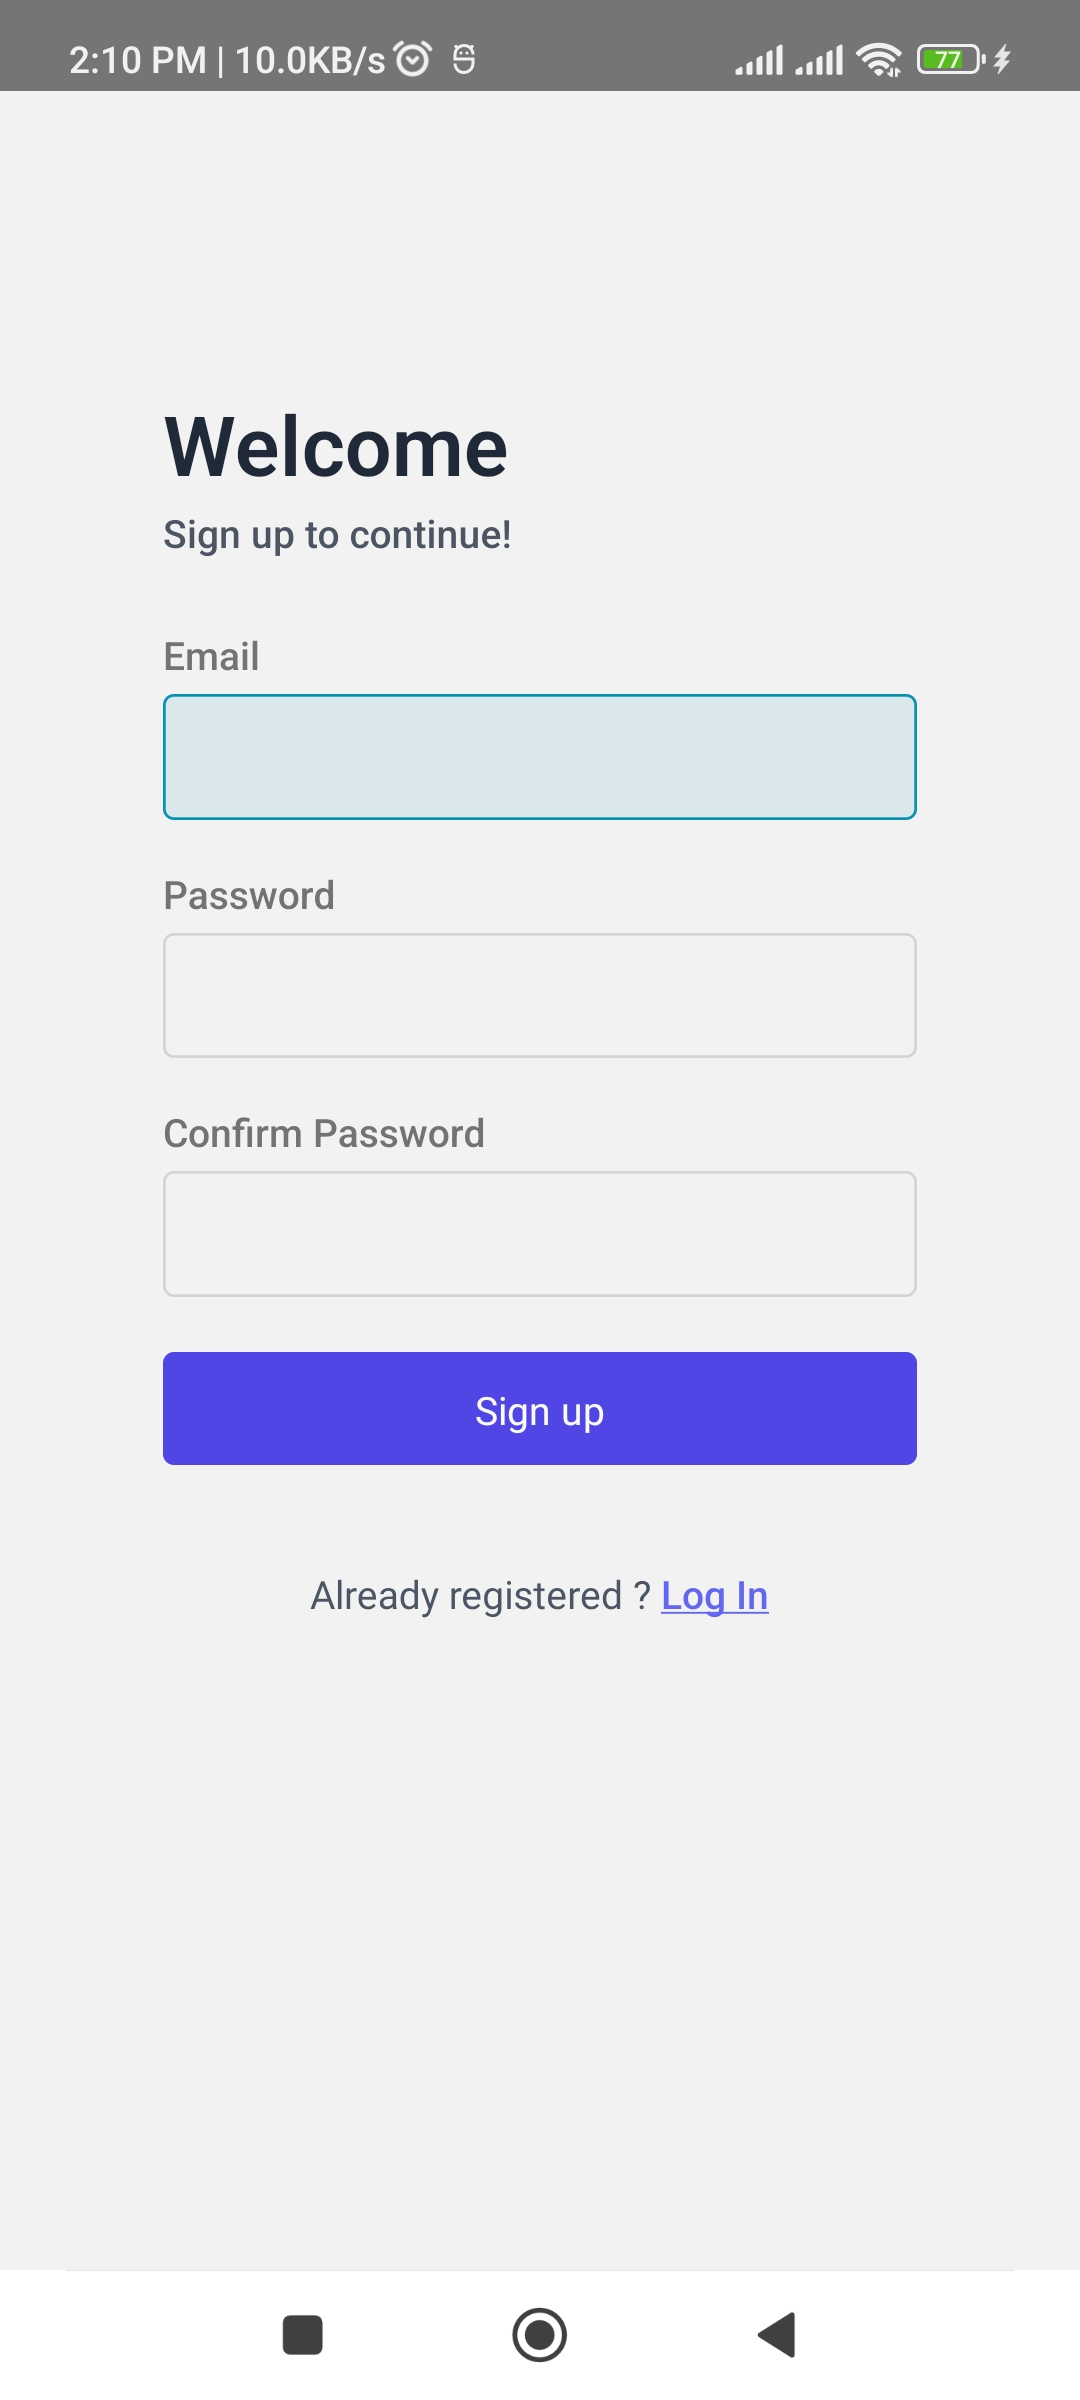 2:10 PM | 10.0KB/s 77
Welcome
Sign up to continue!
Email
Password
Confirm Password
Sign up
Already registered ? Log In